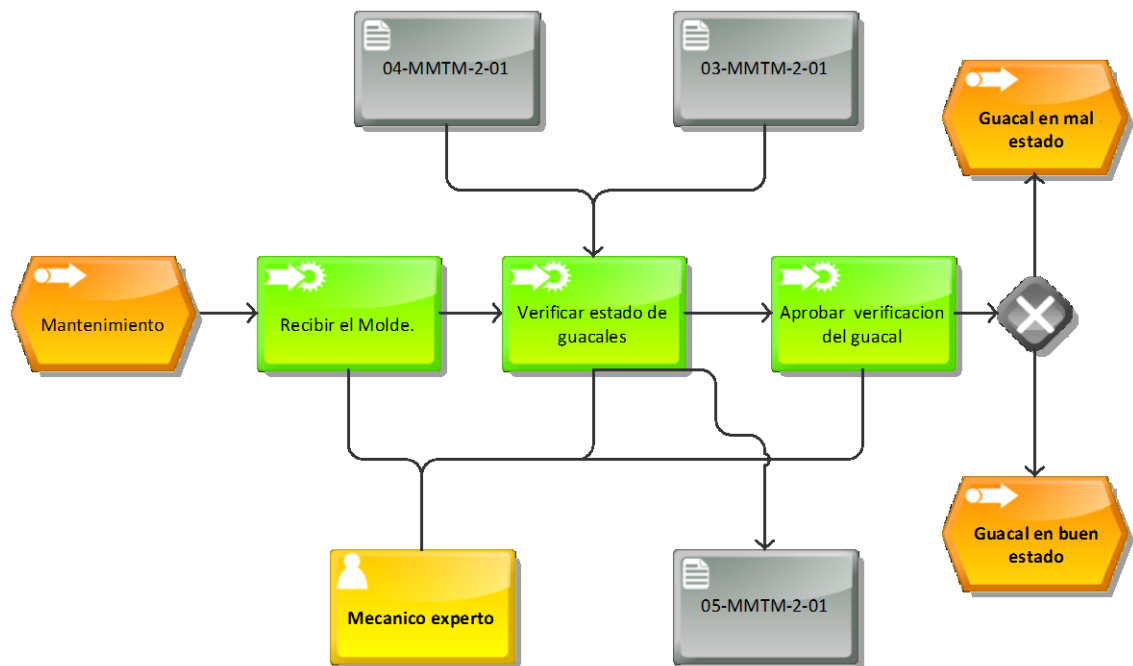 04-MMTM-2-01
03-MMTM-2-01
Guacal en mal
estado
Mantenimiento
Recibir el Molde.
Verificar estado de
guacales
Aprobar verificacion
del guacal
Guacal en buen
estado
Mecanico experto
05-MMTM-2-01